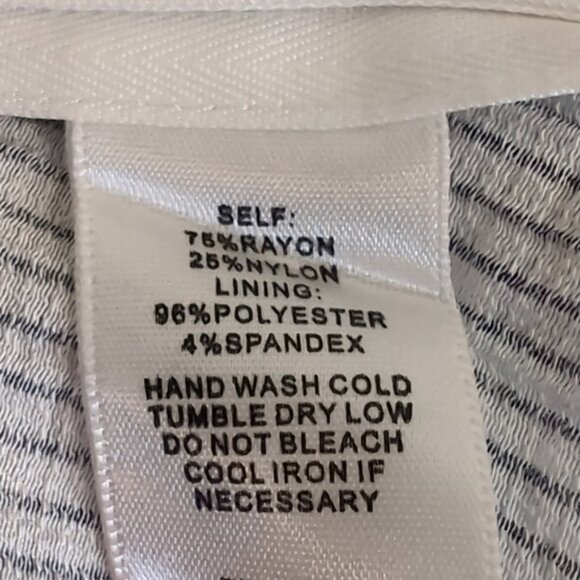 SELF:
75%RAYON
25%NYLON
LINING:
96%POLYESTER
4%SPANDEX
HAND WASH COLD
TUMBLE DRY LOW
DO NOT BLEACH
COOL IRON IF
NECESSARY